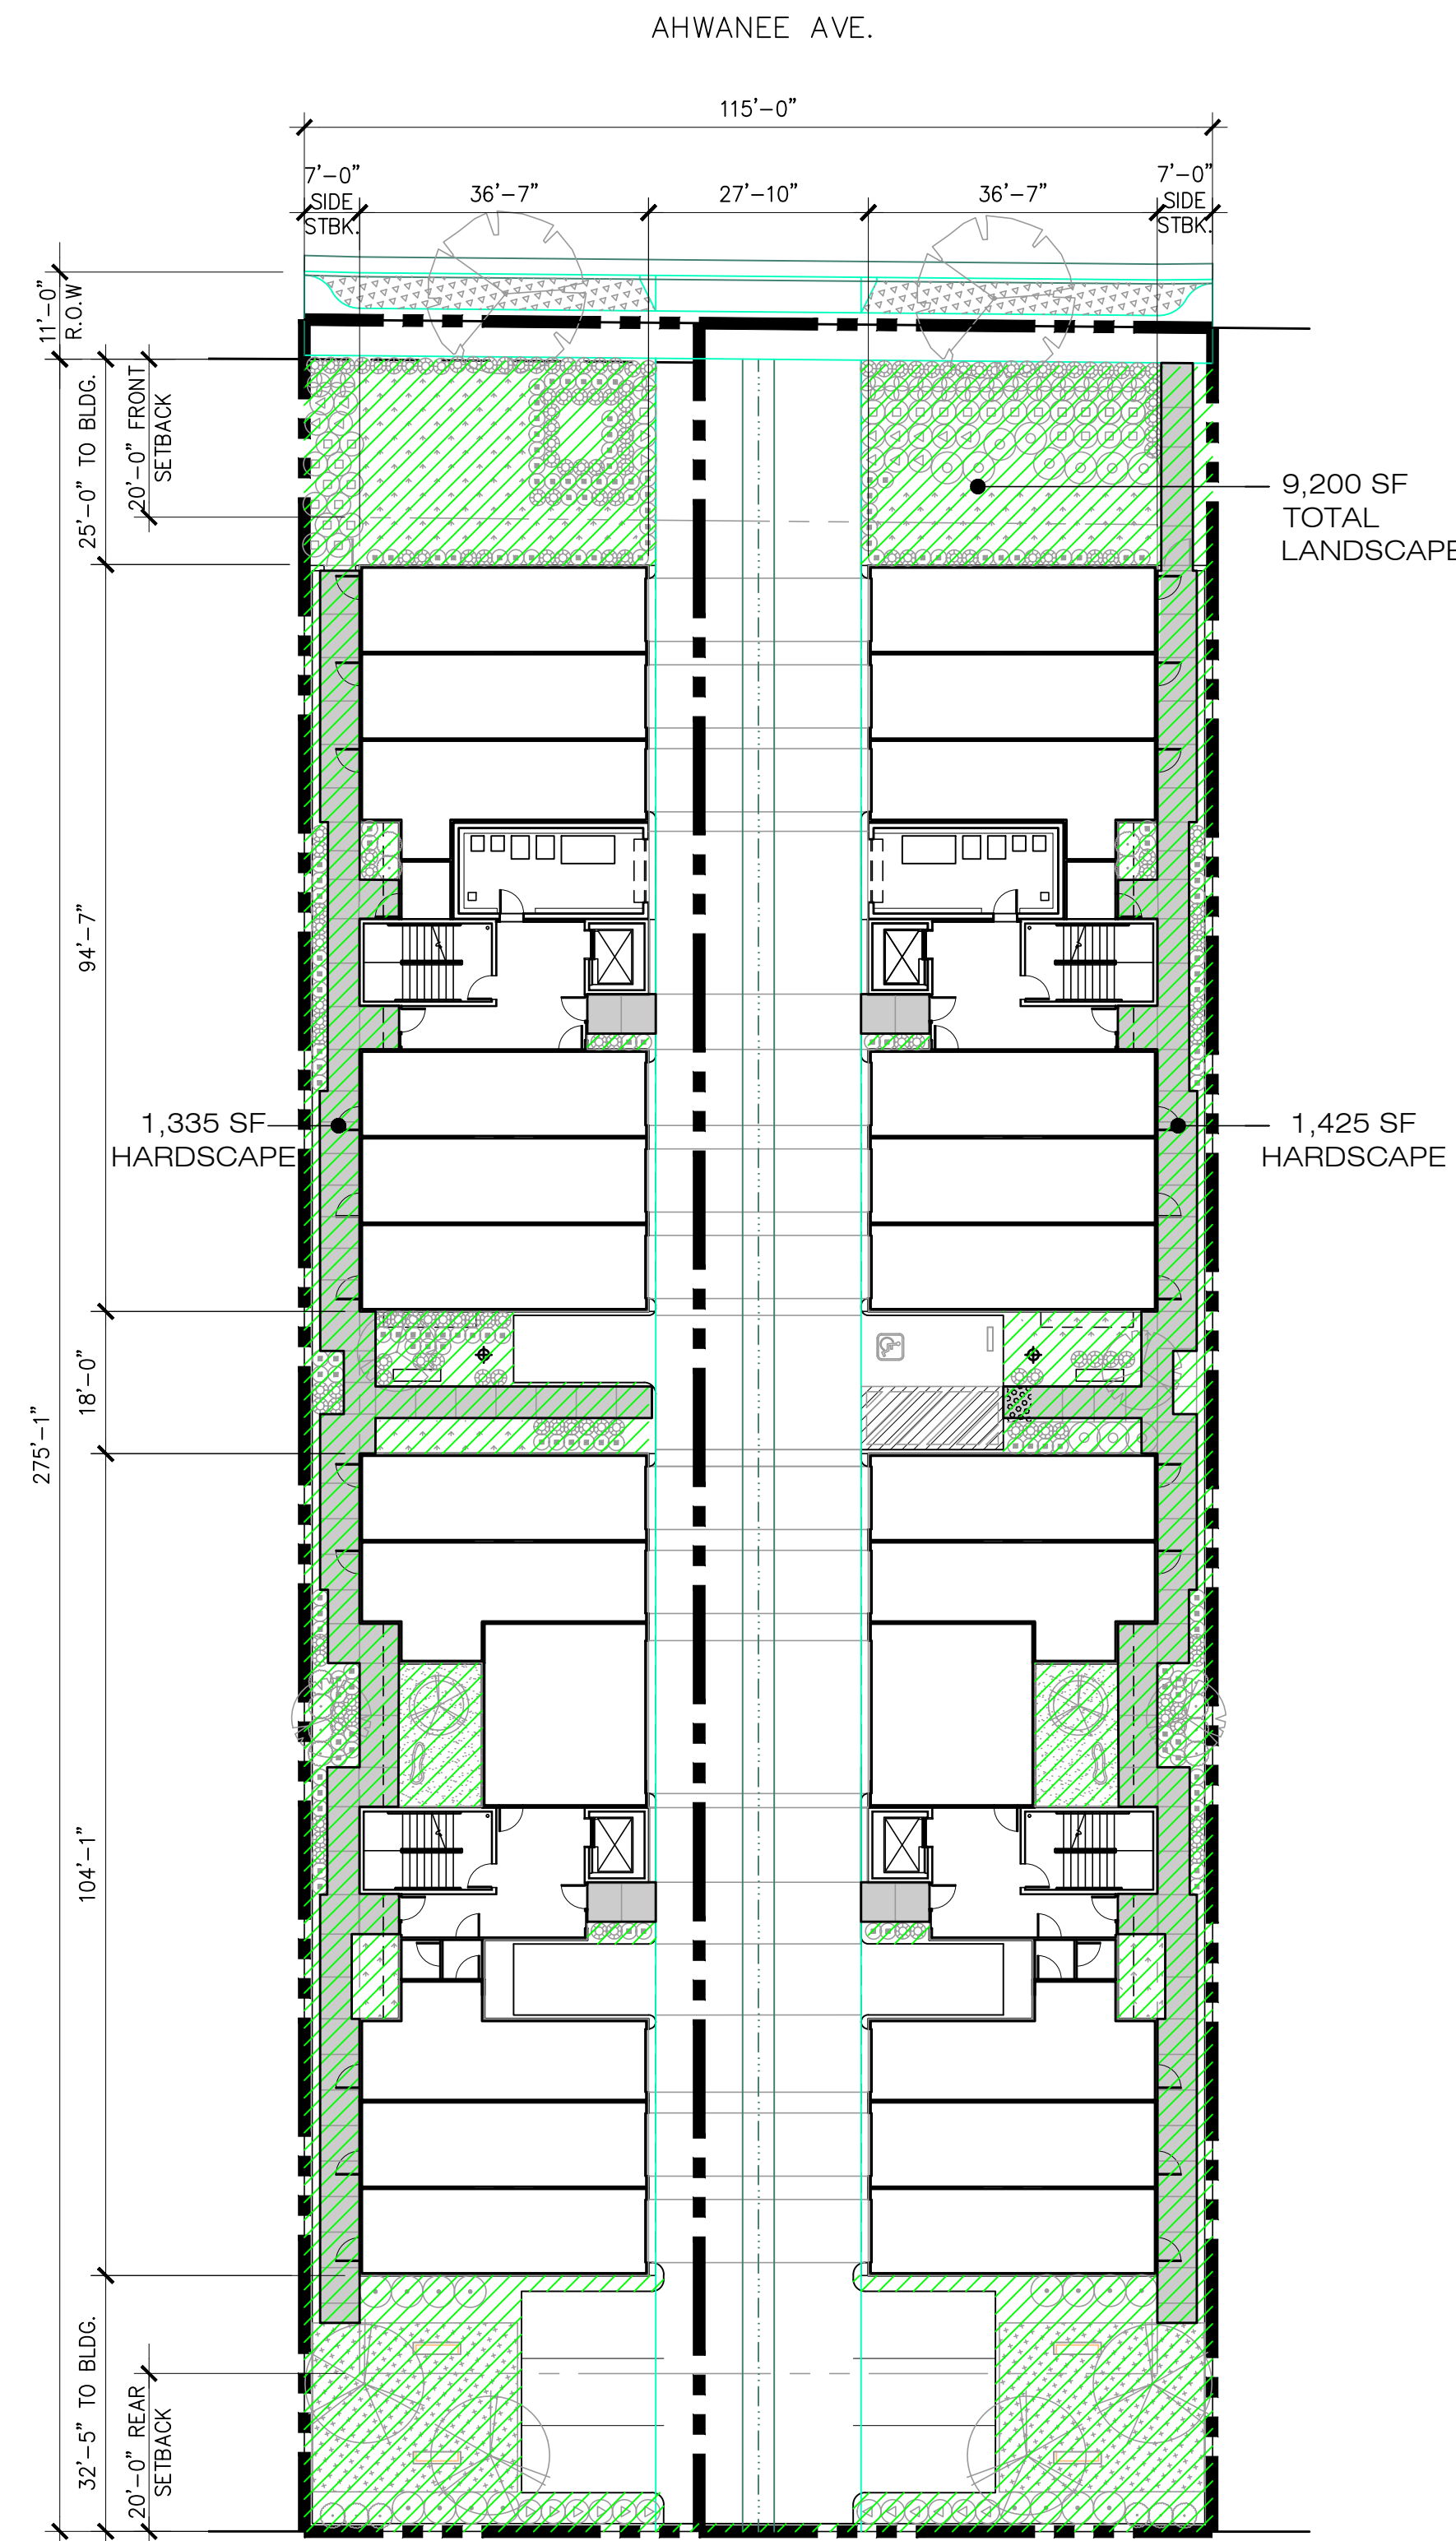 AHWANEE AVE.
115'-0"
7'-0"
SIDE
STBK.
36'-7"
27'-10"
36'-7"
7'-0"
SIDE
STBK.
11'-0"
R.O.W
25'-0" TO BLDG.
20'-0" FRONT
SETBACK
9,200 SF
TOTAL
LANDSCAPE
94'-7"
1,335 SF
HARDSCAPE
1,425 SF
HARDSCAPE
18'-0"
275'-1"
104'-1"
32'-5" TO BLDG.
20'-0" REAR
SETBACK